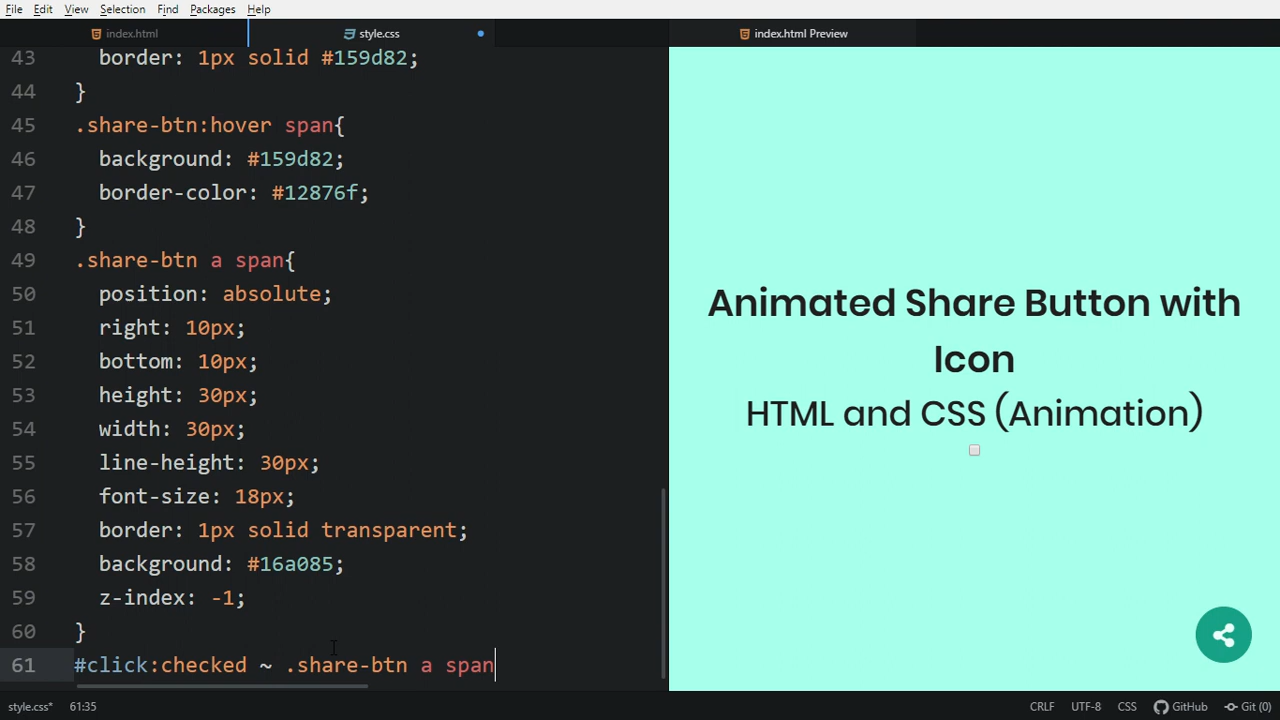 File Edit View Selection Find Packages Help
index.html style.css index.html Preview
43 border: 1px solid #159d82;
44 }
45 .share-btn:hover span{
46 background: #159d82;
47 border-color: #12876f;
48 }
49 .share-btn a span{
50 position: absolute;
51 right: 10px;
52 bottom: 10px;
53 height: 30px;
54 width: 30px;
55 line-height: 30px;
56 font-size: 18px;
57 border: 1px solid transparent;
58 background: #16a085;
59 z-index: -1;
60 }
61 #click:checked ~ .share-btn a span
Animated Share Button with
Icon
HTML and CSS (Animation)
style.css* 61:35 CRLF UTF-8 CSS GitHub Git (0)